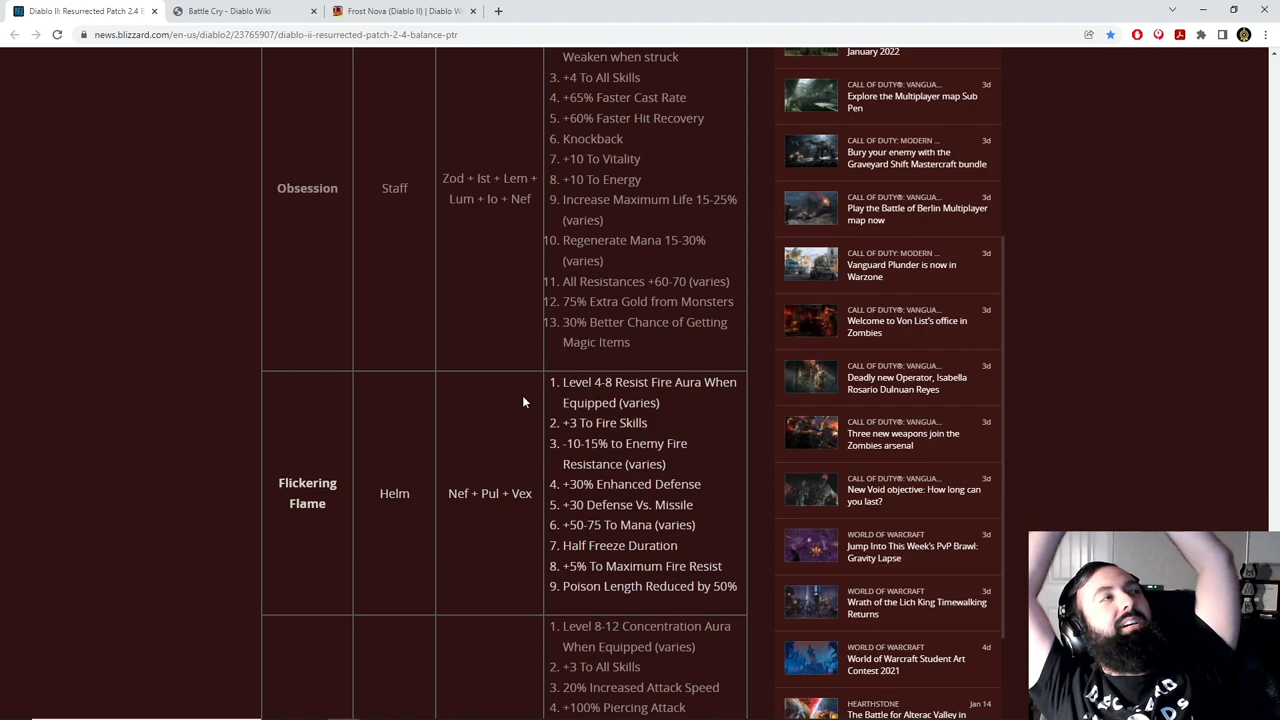 Diablo II: Resurrected Patch 2.4 B
Battle Cry - Diablo Wiki
Frost Nova (Diablo II) | Diablo W
news.blizzard.com/en-us/diablo2/23765907/diablo-ii-resurrected-patch-2-4-balance-ptr
Weaken when struck
3. +4 To All Skills
4. +65% Faster Cast Rate
5. +60% Faster Hit Recovery
6. Knockback
7. +10 To Vitality
8. +10 To Energy
9. Increase Maximum Life 15-25%
(varies)
10. Regenerate Mana 15-30%
(varies)
11. All Resistances +60-70 (varies)
12. 75% Extra Gold from Monsters
13. 30% Better Chance of Getting
Magic Items
Obsession
Staff
Zod + Ist + Lem +
Lum + Io + Nef
Flickering
Flame
Helm
Nef + Pul + Vex
1. Level 4-8 Resist Fire Aura When
Equipped (varies)
2. +3 To Fire Skills
3. -10-15% to Enemy Fire
Resistance (varies)
4. +30% Enhanced Defense
5. +30 Defense Vs. Missile
6. +50-75 To Mana (varies)
7. Half Freeze Duration
8. +5% To Maximum Fire Resist
9. Poison Length Reduced by 50%
1. Level 8-12 Concentration Aura
When Equipped (varies)
2. +3 To All Skills
3. 20% Increased Attack Speed
4. +100% Piercing Attack
January 2022
CALL OF DUTY®: VANGUA... 3d
Explore the Multiplayer map Sub
Pen
CALL OF DUTY: MODERN ... 3d
Bury your enemy with the
Graveyard Shift Mastercraft bundle
CALL OF DUTY®: VANGUA... 3d
Play the Battle of Berlin Multiplayer
map now
CALL OF DUTY: MODERN ... 3d
Vanguard Plunder is now in
Warzone
CALL OF DUTY®: VANGUA... 3d
Welcome to Von List's office in
Zombies
CALL OF DUTY®: VANGUA... 3d
Deadly new Operator, Isabella
Rosario Dulnuan Reyes
CALL OF DUTY®: VANGUA... 3d
Three new weapons join the
Zombies arsenal
CALL OF DUTY®: VANGUA... 3d
New Void objective: How long can
you last?
WORLD OF WARCRAFT 3d
Jump Into This Week's PvP Brawl:
Gravity Lapse
WORLD OF WARCRAFT 3d
Wrath of the Lich King Timewalking
Returns
WORLD OF WARCRAFT 4d
World of Warcraft Student Art
Contest 2021
HEARTHSTONE Jan 14
The Battle for Alterac Valley in